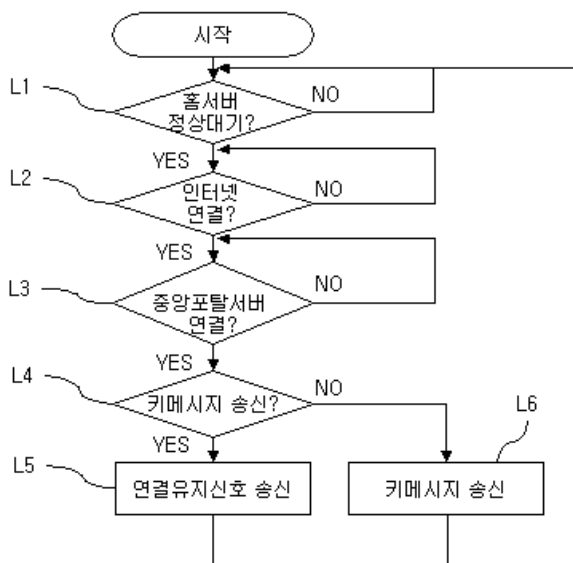 시작
L1
홈서버
정상대기?
NO
YES
L2
인터넷
연결?
NO
YES
L3
중앙포탈서버
연결?
NO
YES
L4
키메시지 송신?
NO
YES
L5
연결유지신호 송신
L6
키메시지 송신